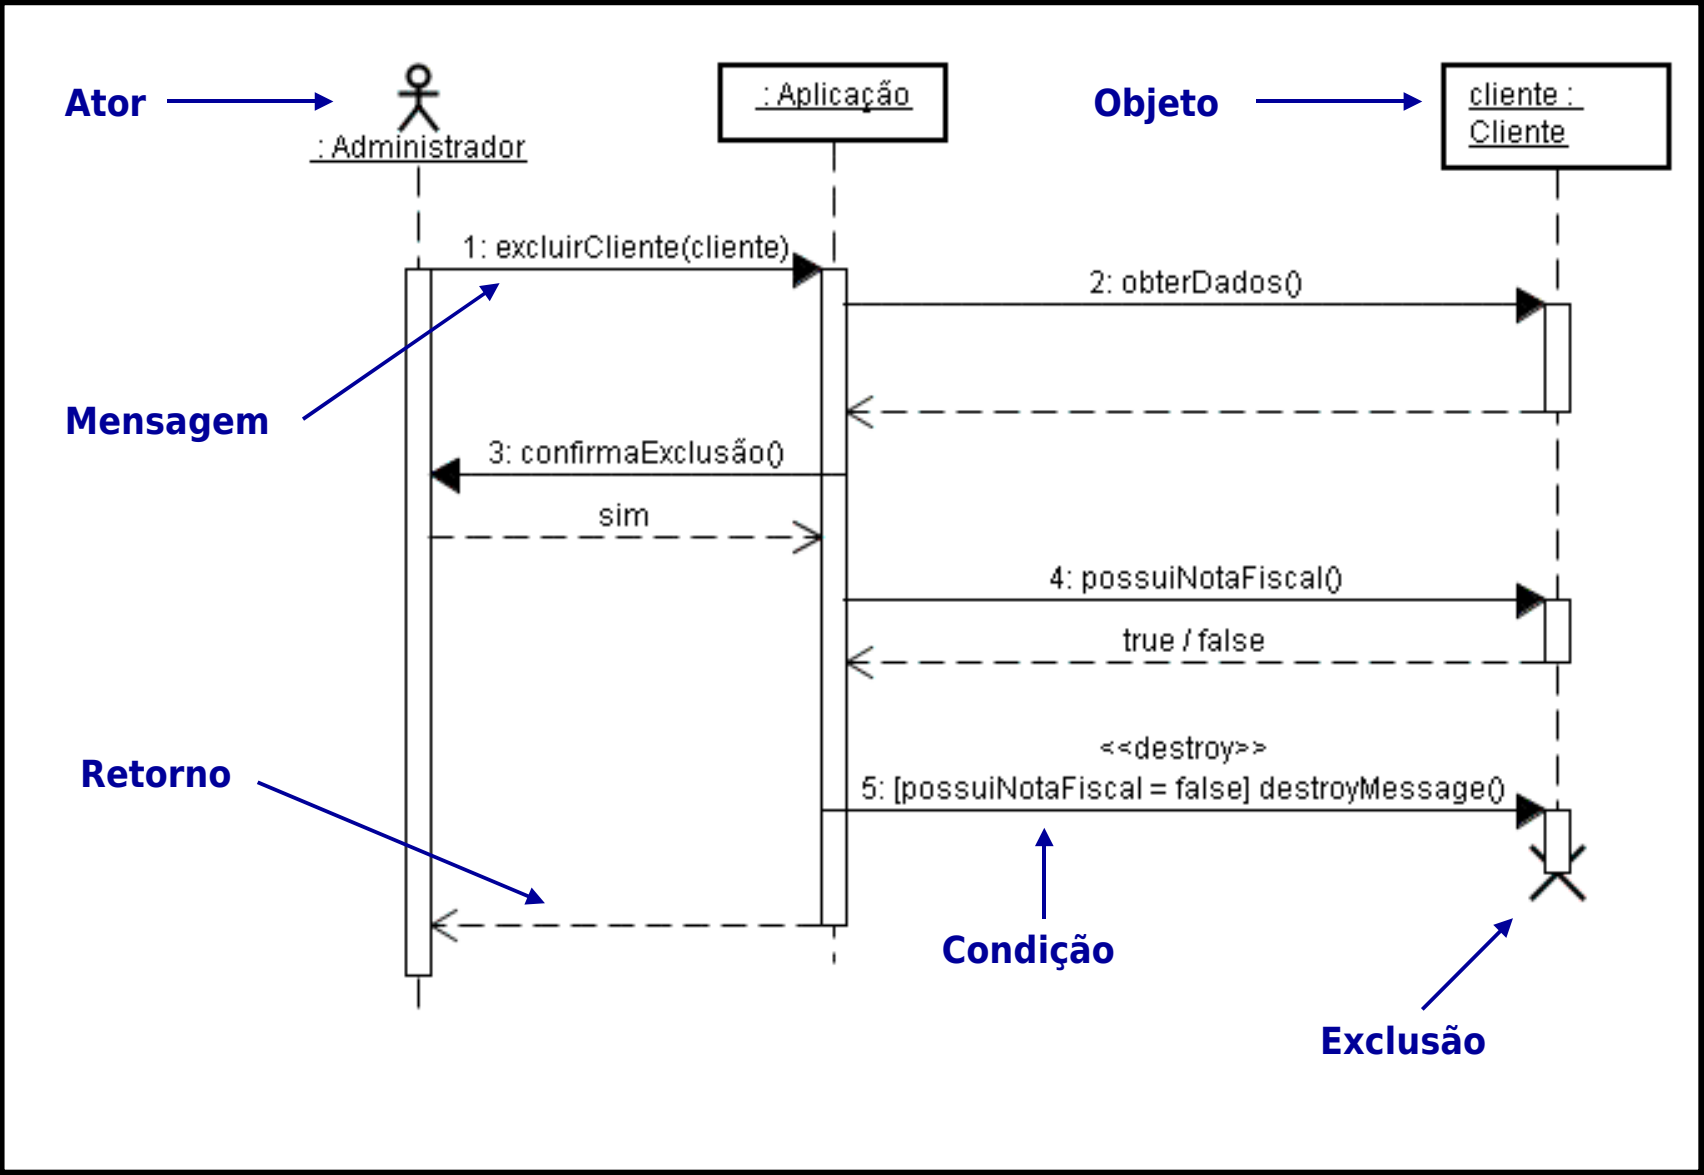 Ator
: Administrador
: Aplicação
Objeto
cliente :
Cliente
1: excluirCliente(cliente)
2: obterDados()
Mensagem
3: confirmaExclusão()
sim
4: possuiNotaFiscal()
true / false
<<destroy>>
Retorno
5: [possuiNotaFiscal = false] destroyMessage()
Condição
Exclusão